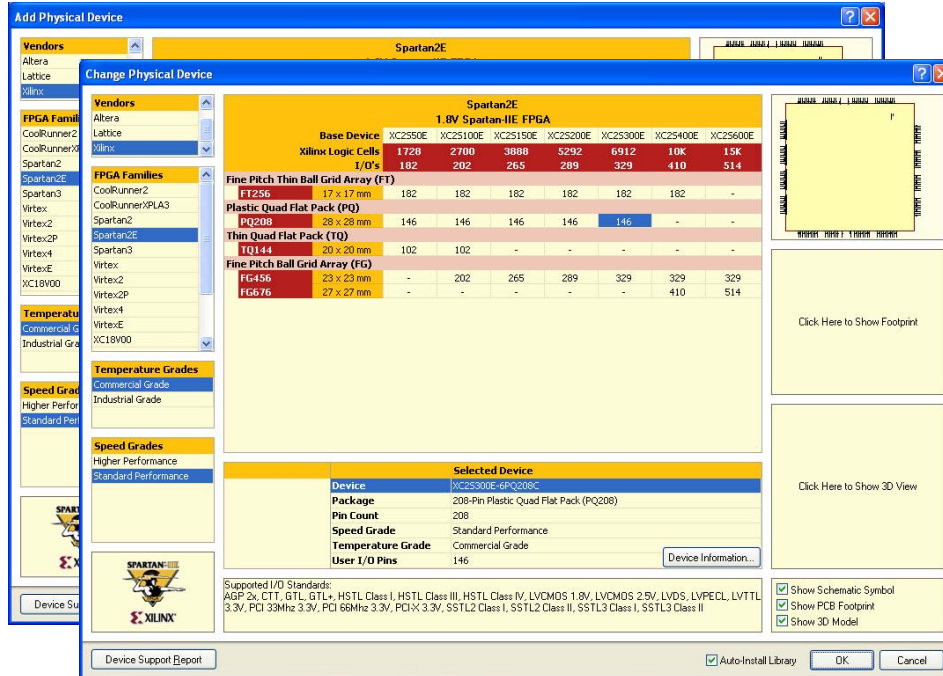 Add Physical Device
Vendors
Altera
Lattice
Xilinx
Spartan2E
FPGA Famili
CoolRunner2
CoolRunnerXP
Spartan2
Spartan2E
Spartan3
Virtex
Virtex2
Virtex2P
Virtex4
VirtexE
XC18V00
Temperatu
Commercial G
Industrial Gra
Speed Grad
Higher Perfor
Standard Perf
SPART
Device Su
Change Physical Device
Vendors
Altera
Lattice
Xilinx
FPGA Families
CoolRunner2
CoolRunnerXPLA3
Spartan2
Spartan2E
Spartan3
Virtex
Virtex2
Virtex2P
Virtex4
VirtexE
XC18V00
Temperature Grades
Commercial Grade
Industrial Grade
Speed Grades
Higher Performance
Standard Performance
SPARTAN-IIE
XILINX
Spartan2E
1.8V Spartan-IIE FPGA
Base Device XC2S50E XC2S100E XC2S150E XC2S200E XC2S300E XC2S400E XC2S600E
Xilinx Logic Cells 1728 2700 3888 5292 6912 10K 15K
I/O's 182 202 265 289 329 410 514
Fine Pitch Thin Ball Grid Array (FT)
FT256 17 x 17 mm 182 182 182 182 182 182 -
Plastic Quad Flat Pack (PQ)
PQ208 28 x 28 mm 146 146 146 146 146 - -
Thin Quad Flat Pack (TQ)
TQ144 20 x 20 mm 102 102 - - - - -
Fine Pitch Ball Grid Array (FG)
FG456 23 x 23 mm - 202 265 289 329 329 329
FG676 27 x 27 mm - - - - - 410 514
Selected Device
Device XC2S300E-6PQ208C
Package 208-Pin Plastic Quad Flat Pack (PQ208)
Pin Count 208
Speed Grade Standard Performance
Temperature Grade Commercial Grade
User I/O Pins 146
Device Information...
Supported I/O Standards:
AGP 2x, CTT, GTL, GTL+, HSTL Class I, HSTL Class III, HSTL Class IV, LVCMOS 1.8V, LVCMOS 2.5V, LVDS, LVPECL, LVTTL
3.3V, PCI 33Mhz 3.3V, PCI 66Mhz 3.3V, PCI-X 3.3V, SSTL2 Class I, SSTL2 Class II, SSTL3 Class I, SSTL3 Class II
Click Here to Show Footprint
Click Here to Show 3D View
Show Schematic Symbol
Show PCB Footprint
Show 3D Model
Device Support Report
Auto-Install Library
OK
Cancel